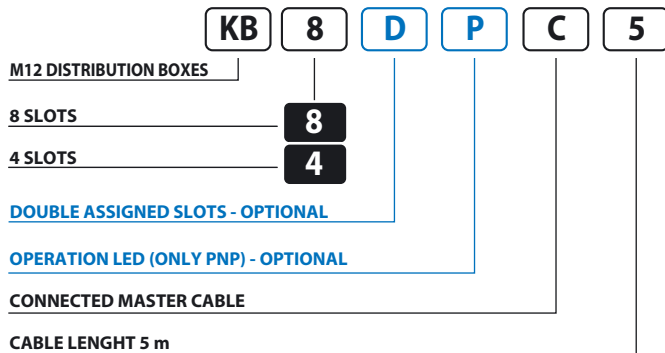 KB 8 D P C 5
M12 DISTRIBUTION BOXES
8 SLOTS 8
4 SLOTS 4
DOUBLE ASSIGNED SLOTS - OPTIONAL
OPERATION LED (ONLY PNP) - OPTIONAL
CONNECTED MASTER CABLE
CABLE LENGHT 5 m